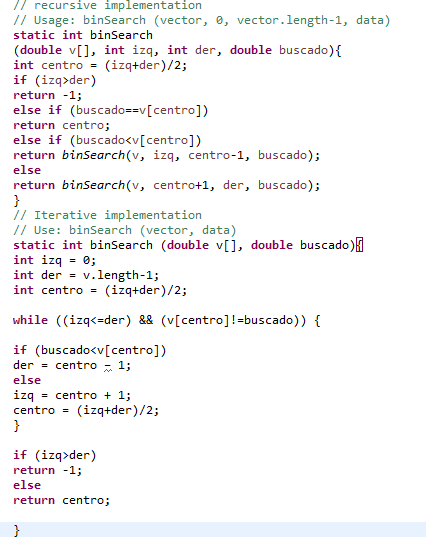 // recursive implementation
// Usage: binSearch (vector, 0, vector.length-1, data)
static int binSearch
(double v[], int izq, int der, double buscado){
int centro = (izq+der)/2;
if (izq>der)
return -1;
else if (buscado==v[centro])
return centro;
else if (buscado<v[centro])
return binSearch(v, izq, centro-1, buscado);
else
return binSearch(v, centro+1, der, buscado);
}
// Iterative implementation
// Use: binSearch (vector, data)
static int binSearch (double v[], double buscado){
int izq = 0;
int der = v.length-1;
int centro = (izq+der)/2;
while ((izq<=der) && (v[centro]!=buscado)) {
if (buscado<v[centro])
der = centro – 1;
else
izq = centro + 1;
centro = (izq+der)/2;
}
if (izq>der)
return -1;
else
return centro;
}